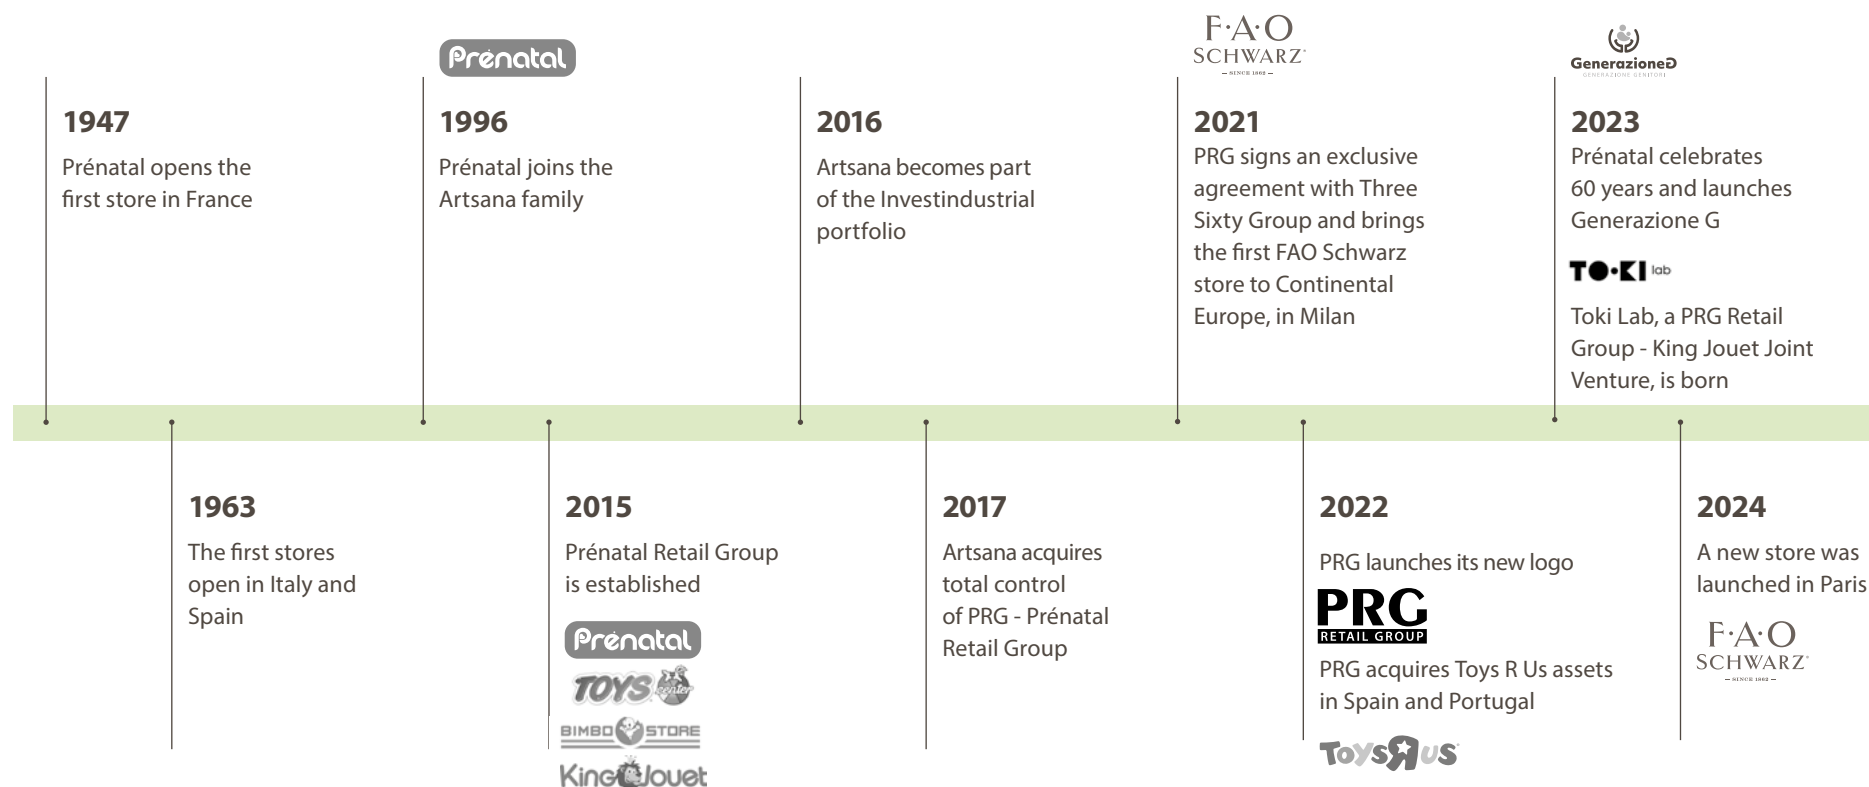 Prénatal
F·A·O
SCHWARZ
SINCE 1862
GenerazioneG
GENERAZIONE GENITORI
1947
Prénatal opens the
first store in France
1996
Prénatal joins the
Artsana family
2016
Artsana becomes part
of the Investindustrial
portfolio
2021
PRG signs an exclusive
agreement with Three
Sixty Group and brings
the first FAO Schwarz
store to Continental
Europe, in Milan
2023
Prénatal celebrates
60 years and launches
Generazione G
TO•KI lab
Toki Lab, a PRG Retail
Group - King Jouet Joint
Venture, is born
1963
The first stores
open in Italy and
Spain
2015
Prénatal Retail Group
is established
Prénatal
TOYS center
BIMBO STORE
King Jouet
2017
Artsana acquires
total control
of PRG - Prénatal
Retail Group
2022
PRG launches its new logo
PRG
RETAIL GROUP
PRG acquires Toys R Us assets
in Spain and Portugal
ToysRus
2024
A new store was
launched in Paris
F·A·O
SCHWARZ
SINCE 1862